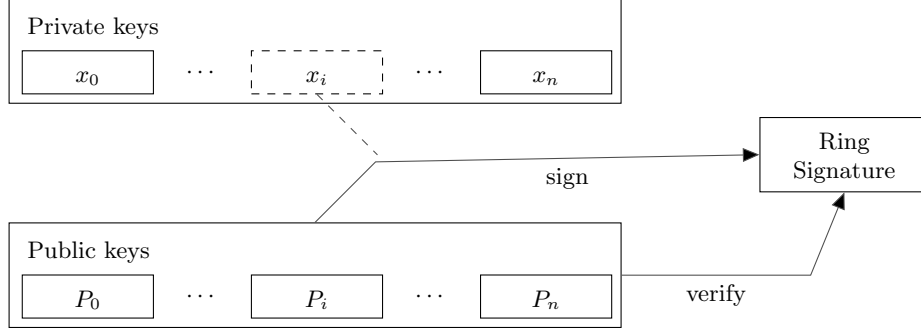 Private keys
x₀ ··· xᵢ ··· xₙ
Ring
Signature
sign
Public keys
P₀ ··· Pᵢ ··· Pₙ
verify